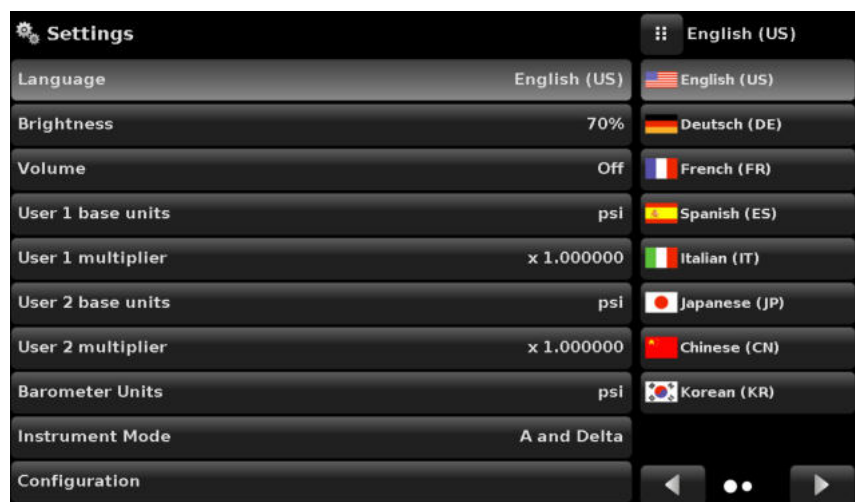 Settings
English (US)
Language English (US)
Brightness 70%
Volume Off
User 1 base units psi
User 1 multiplier x 1.000000
User 2 base units psi
User 2 multiplier x 1.000000
Barometer Units psi
Instrument Mode A and Delta
Configuration
English (US)
Deutsch (DE)
French (FR)
Spanish (ES)
Italian (IT)
Japanese (JP)
Chinese (CN)
Korean (KR)